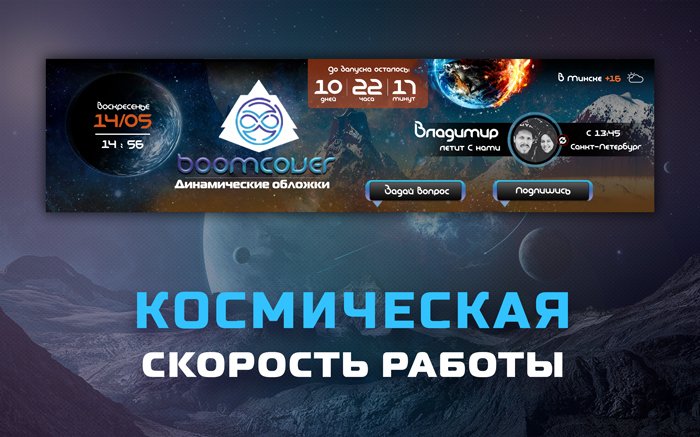 До запуска осталось:
10 | 22 | 17
дней часа минут
Воскресенье
14/05
14 : 56
boomcover
Динамические обложки
В Минске +16
Владимир
летит с нами
С 13:45
Санкт-Петербург
Задай вопрос
Подпишись
КОСМИЧЕСКАЯ
СКОРОСТЬ РАБОТЫ